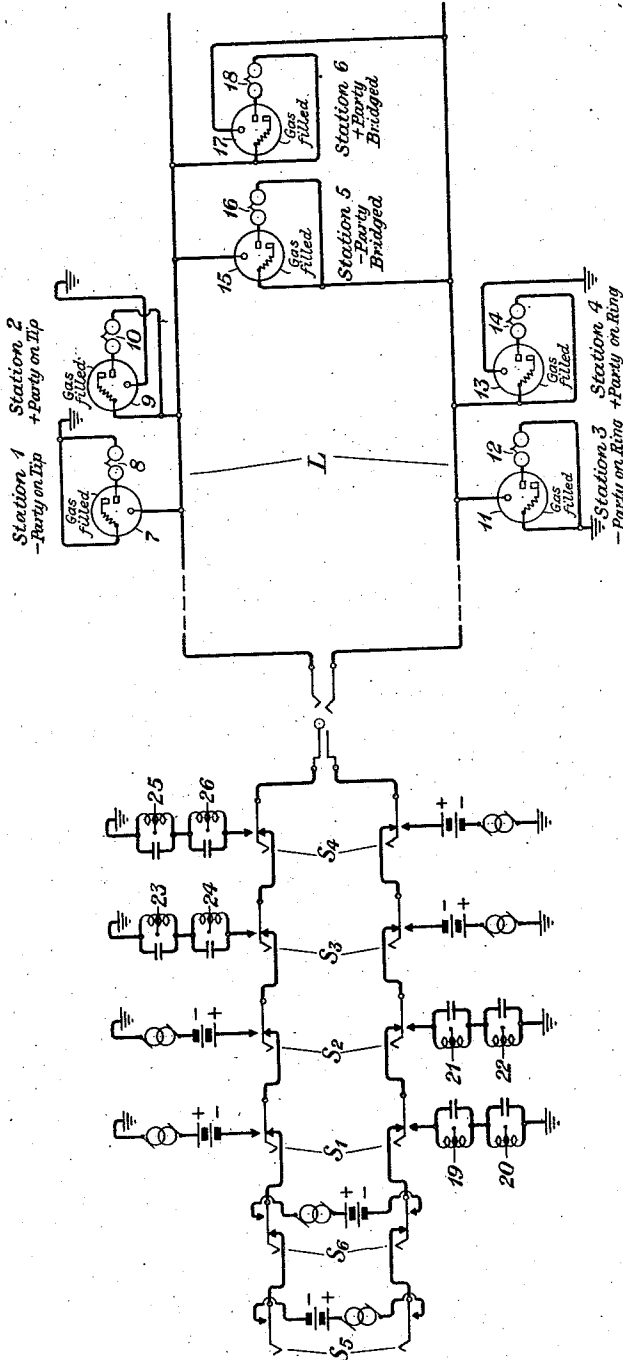 Station 1
−Party on Tip
Station 2
+Party on Tip
Gas
filled
7
8
Gas
filled
9
10
L
Gas
filled
15
16
Station 5
−Party
Bridged
Gas
filled
17
18
Station 6
+Party
Bridged
Gas
filled
11
12
Station 3
−Party on Ring
Gas
filled
13
14
Station 4
+Party on Ring
25
26
23
24
− +
+ −
S4
S3
S2
S1
S6
S5
+ −
− +
21
22
19
20
+ −
− +